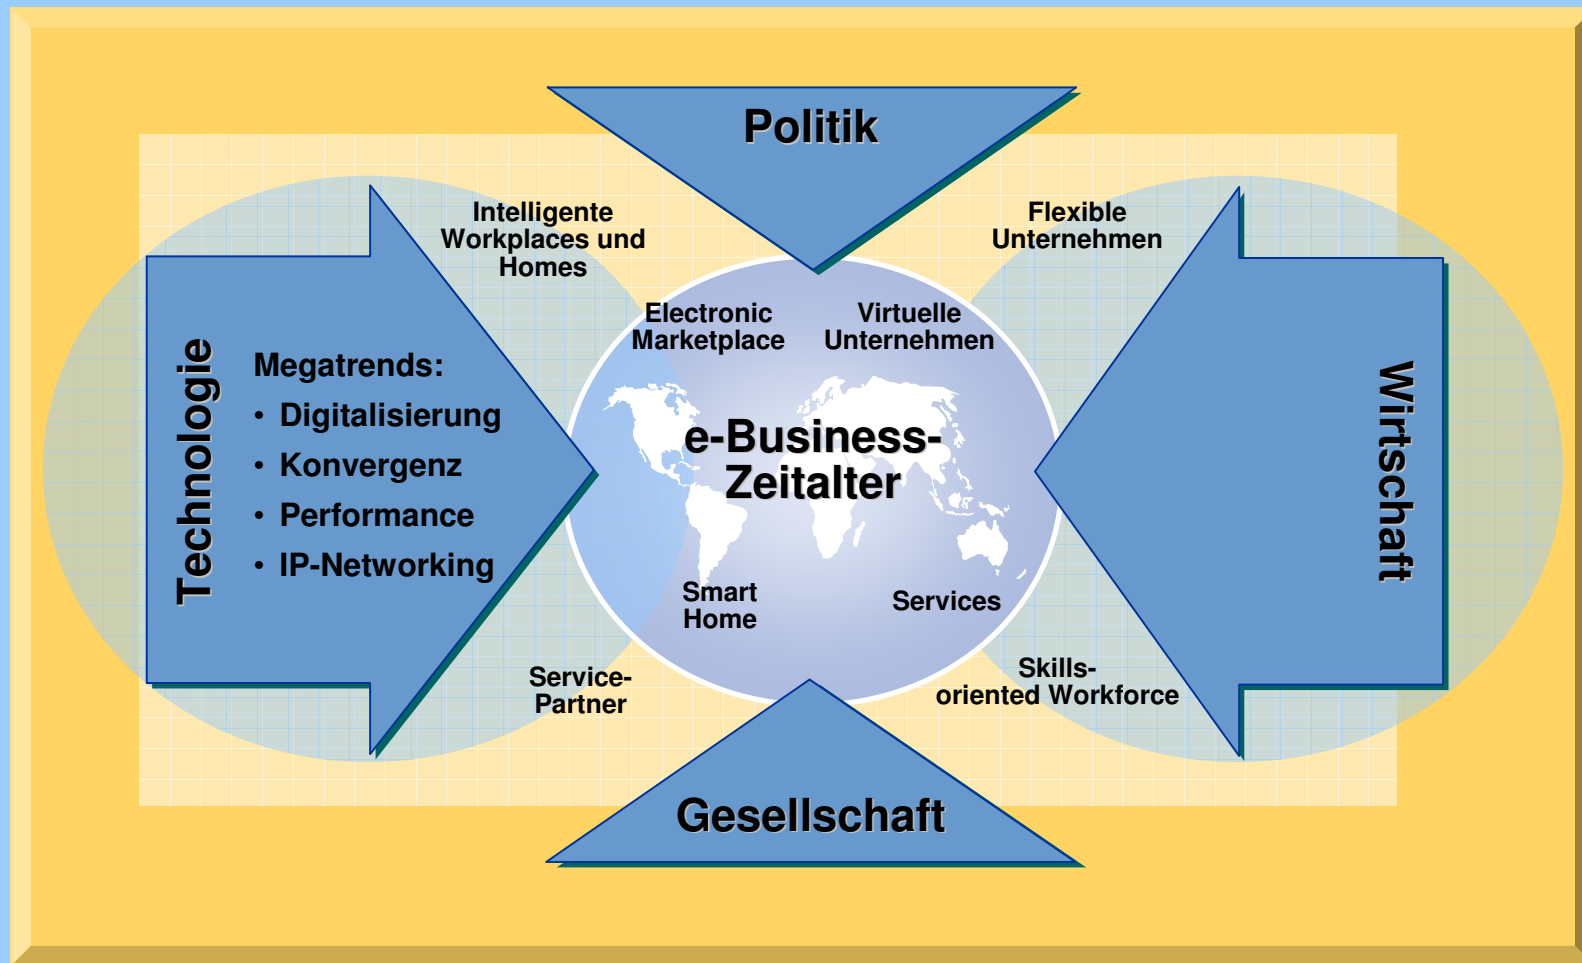 Politik
Intelligente
Workplaces und
Homes
Flexible
Unternehmen
Electronic
Marketplace
Virtuelle
Unternehmen
Technologie
Megatrends:
• Digitalisierung
• Konvergenz
• Performance
• IP-Networking
e-Business-
Zeitalter
Wirtschaft
Smart
Home
Services
Service-
Partner
Skills-
oriented Workforce
Gesellschaft